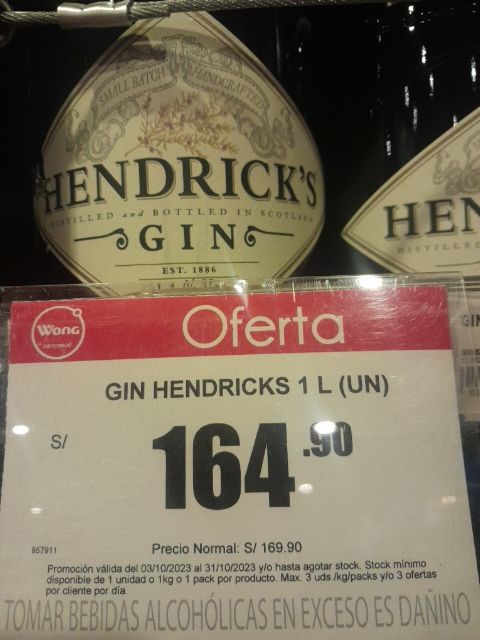 SMALL BATCH HANDCRAFTED
HENDRICK'S
DISTILLED and BOTTLED IN SCOTLAND
GIN
EST. 1886
HEN
DISTILLED
GIN
Wong
cencosud
Oferta
GIN HENDRICKS 1 L (UN)
S/ 164.90
957911
Precio Normal: S/ 169.90
Promoción válida del 03/10/2023 al 31/10/2023 y/o hasta agotar stock. Stock mínimo
disponible de 1 unidad o 1kg o 1 pack por producto. Max. 3 uds./kg/packs y/o 3 ofertas
por cliente por día.
TOMAR BEBIDAS ALCOHÓLICAS EN EXCESO ES DAÑINO